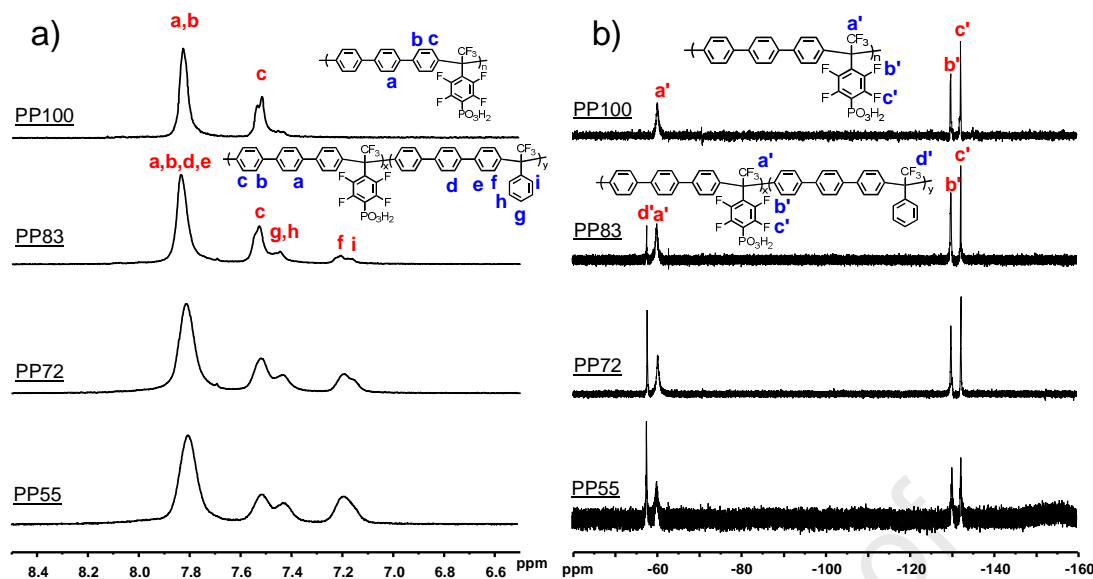 a)
a,b
c
PP100
b c
a
CF₃
n
F F
F F
PO₃H₂
a,b,d,e
c
g,h
f i
PP83
c b a
d e f
h g i
CF₃
x
F F
F F
PO₃H₂
CF₃
y
PP72
PP55
8.4 8.2 8.0 7.8 7.6 7.4 7.2 7.0 6.8 6.6 ppm
b)
a'
b'
c'
PP100
a'
CF₃
n
F F b'
F F c'
PO₃H₂
d' a'
b'
c'
PP83
a'
CF₃
x
F F b'
F F c'
PO₃H₂
d'
CF₃
y
PP72
PP55
ppm -60 -80 -100 -120 -140 -160